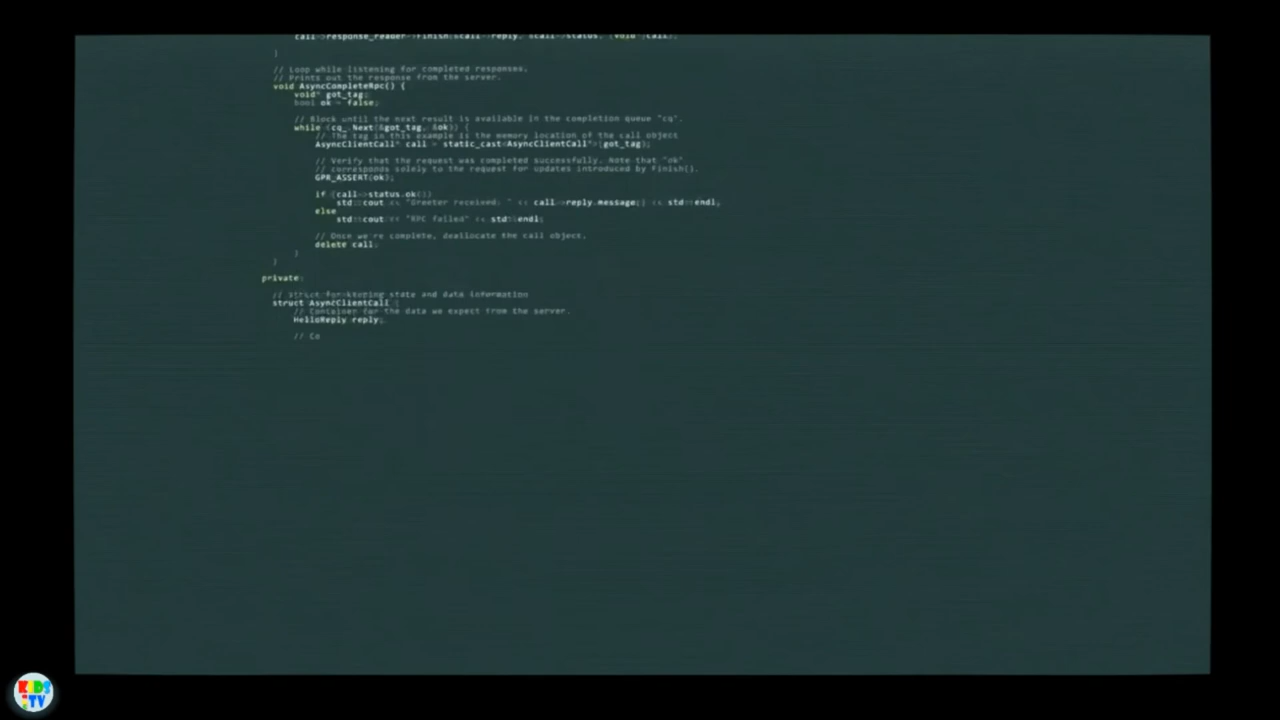 call->response_reader->Finish(&call->reply, &call->status, (void*)call);
}
// Loop while listening for completed responses.
// Prints out the response from the server.
void AsyncCompleteRpc() {
void* got_tag;
bool ok = false;
// Block until the next result is available in the completion queue "cq".
while (cq_.Next(&got_tag, &ok)) {
// The tag in this example is the memory location of the call object
AsyncClientCall* call = static_cast<AsyncClientCall*>(got_tag);
// Verify that the request was completed successfully. Note that "ok"
// corresponds solely to the request for updates introduced by Finish().
GPR_ASSERT(ok);
if (call->status.ok())
std::cout << "Greeter received: " << call->reply.message() << std::endl;
else
std::cout << "RPC failed" << std::endl;
// Once we're complete, deallocate the call object.
delete call;
}
}
private:
// struct for keeping state and data information
struct AsyncClientCall {
// Container for the data we expect from the server.
HelloReply reply;
// Co
KiDS
TV